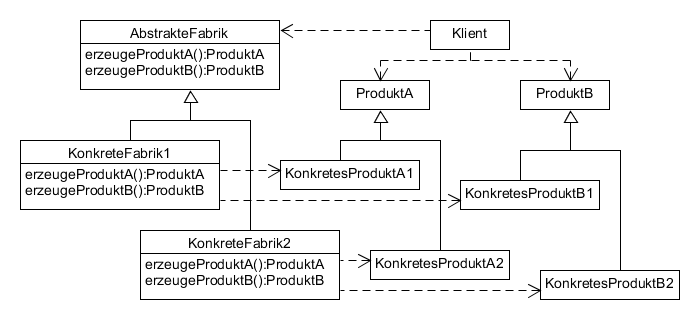 AbstrakteFabrik
erzeugeProduktA():ProduktA
erzeugeProduktB():ProduktB
Klient
ProduktA
ProduktB
KonkreteFabrik1
erzeugeProduktA():ProduktA
erzeugeProduktB():ProduktB
KonkretesProduktA1
KonkretesProduktB1
KonkreteFabrik2
erzeugeProduktA():ProduktA
erzeugeProduktB():ProduktB
KonkretesProduktA2
KonkretesProduktB2